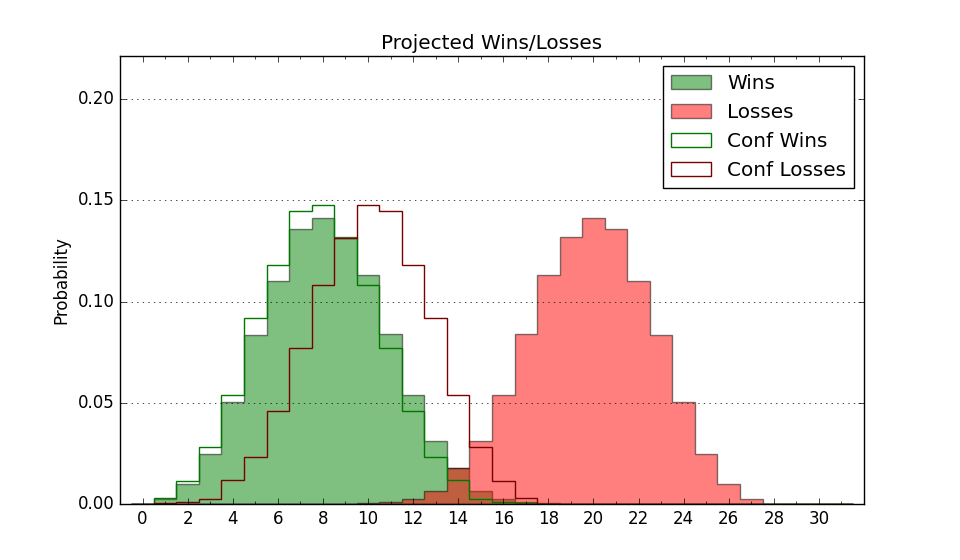 Projected Wins/Losses
Wins
Losses
Conf Wins
Conf Losses
Probability
0.20
0.15
0.10
0.05
0.00
0 2 4 6 8 10 12 14 16 18 20 22 24 26 28 30